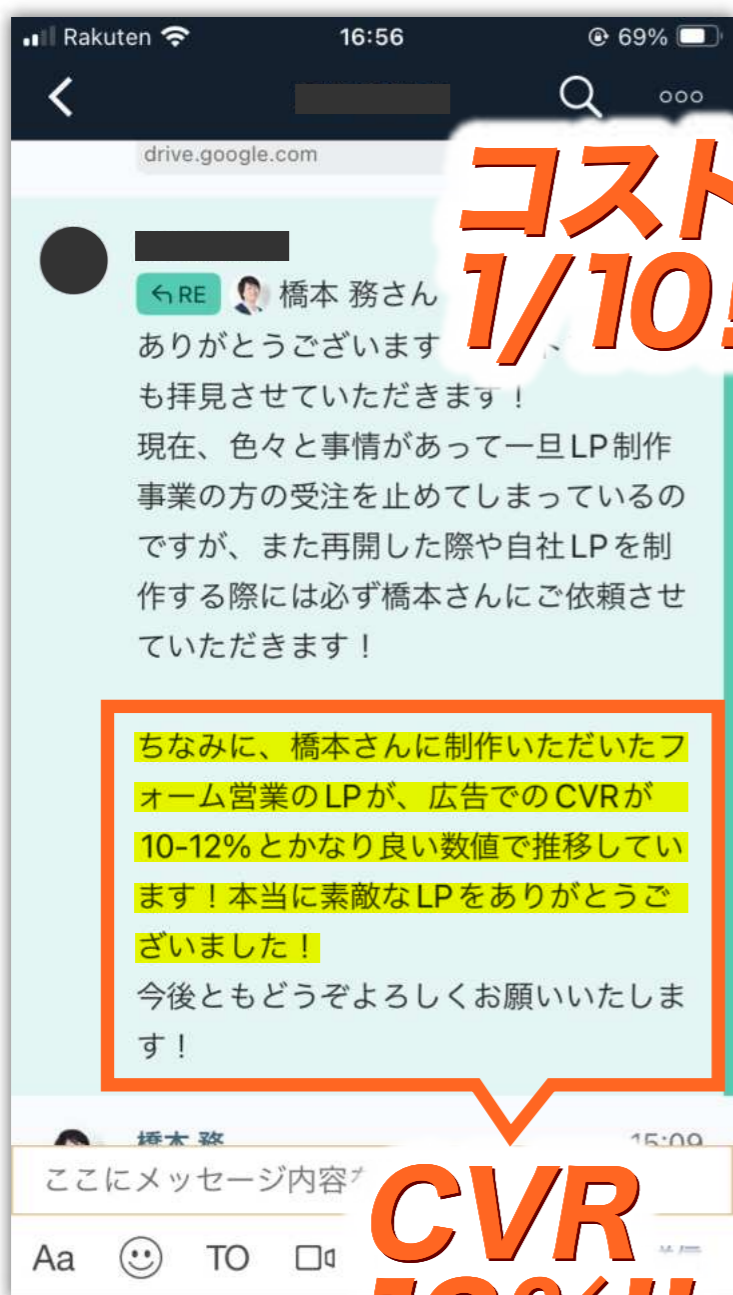 Rakuten 16:56 69%
drive.google.com
コスト
1/10!
RE 橋本 務さん
ありがとうございます
も拝見させていただきます！
現在、色々と事情があって一旦LP制作
事業の方の受注を止めてしまっているの
ですが、また再開した際や自社LPを制
作する際には必ず橋本さんにご依頼させ
ていただきます！
ちなみに、橋本さんに制作いただいたフ
ォーム営業のLPが、広告でのCVRが
10-12%とかなり良い数値で推移してい
ます！本当に素敵なLPをありがとうご
ざいました！
今後ともどうぞよろしくお願いいたしま
す！
橋本 務 15:09
ここにメッセージ内容
CVR
Aa TO